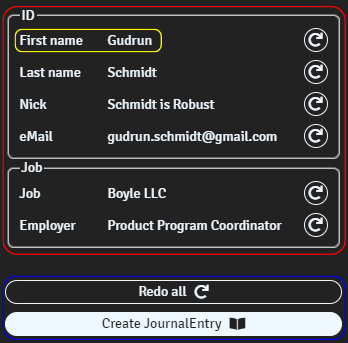 ID
First name Gudrun
Last name Schmidt
Nick Schmidt is Robust
eMail gudrun.schmidt@gmail.com
Job
Job Boyle LLC
Employer Product Program Coordinator
Redo all
Create JournalEntry